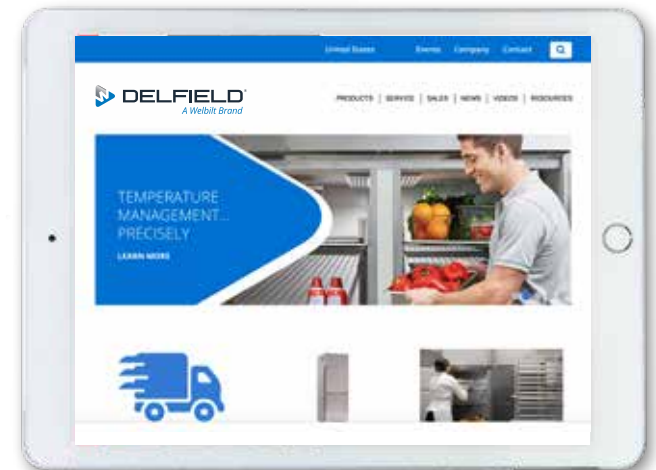 United States Events Company Contact
DELFIELD
A Welbilt Brand
PRODUCTS | SERVICE | SALES | NEWS | VIDEOS | RESOURCES
TEMPERATURE
MANAGEMENT...
PRECISELY
LEARN MORE